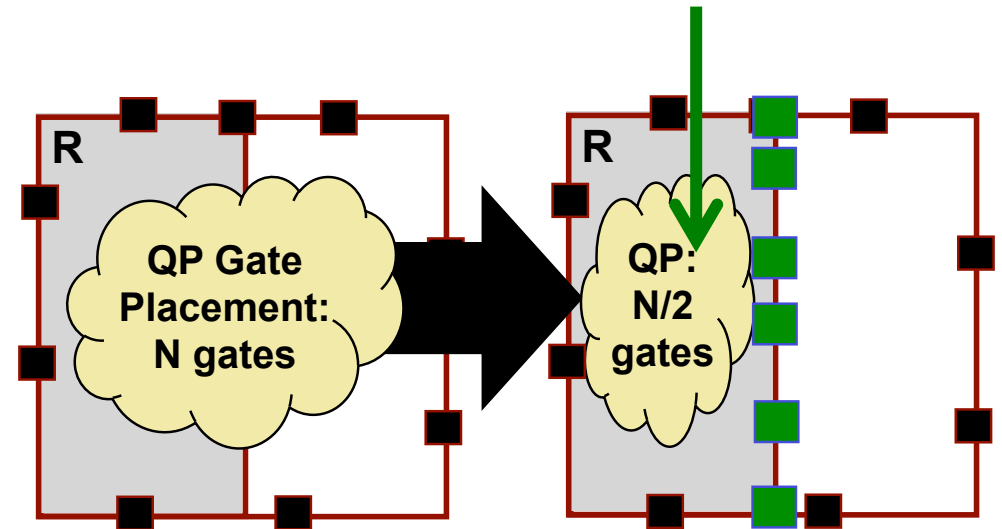 R
QP Gate
Placement:
N gates
R
QP:
N/2
gates